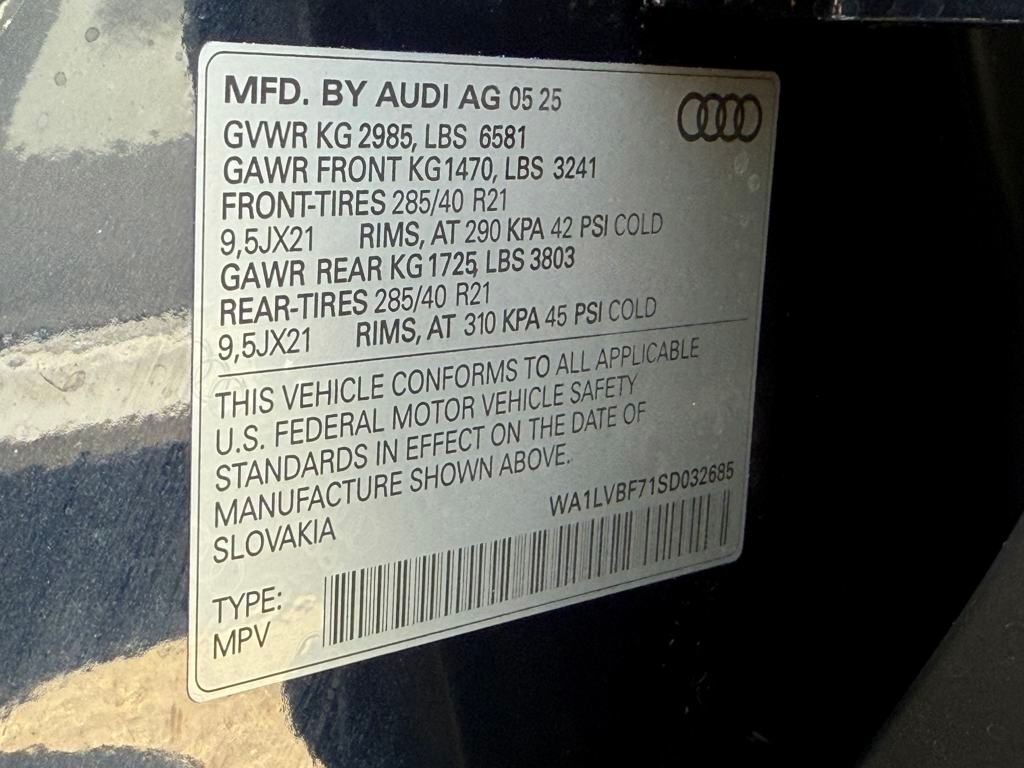 MFD. BY AUDI AG 05 25
GVWR KG 2985, LBS 6581
GAWR FRONT KG1470, LBS 3241
FRONT-TIRES 285/40 R21
9,5JX21 RIMS, AT 290 KPA 42 PSI COLD
GAWR REAR KG 1725, LBS 3803
REAR-TIRES 285/40 R21
9,5JX21 RIMS, AT 310 KPA 45 PSI COLD
THIS VEHICLE CONFORMS TO ALL APPLICABLE
U.S. FEDERAL MOTOR VEHICLE SAFETY
STANDARDS IN EFFECT ON THE DATE OF
MANUFACTURE SHOWN ABOVE.
SLOVAKIA
WA1LVBF71SD032685
TYPE:
MPV